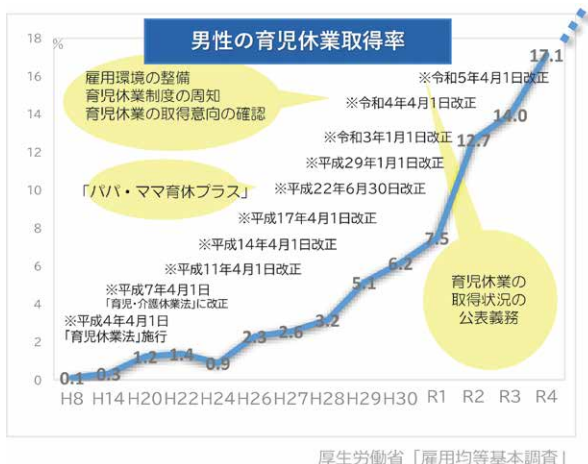 男性の育児休業取得率
%
18
16
14
12
10
8
6
4
2
0
雇用環境の整備
育児休業制度の周知
育児休業の取得意向の確認
「パパ・ママ育休プラス」
※令和5年4月1日改正
※令和4年4月1日改正
※令和3年1月1日改正
※平成29年1月1日改正
※平成22年6月30日改正
※平成17年4月1日改正
※平成14年4月1日改正
※平成11年4月1日改正
※平成7年4月1日
「育児・介護休業法」に改正
※平成4年4月1日
「育児休業法」施行
育児休業の
取得状況の
公表義務
0.1 0.3 1.2 1.4 0.9 2.3 2.6 3.2 5.1 6.2 7.5 12.7 14.0 17.1
H8 H14 H20 H22 H24 H26 H27 H28 H29 H30 R1 R2 R3 R4
厚生労働省「雇用均等基本調査」